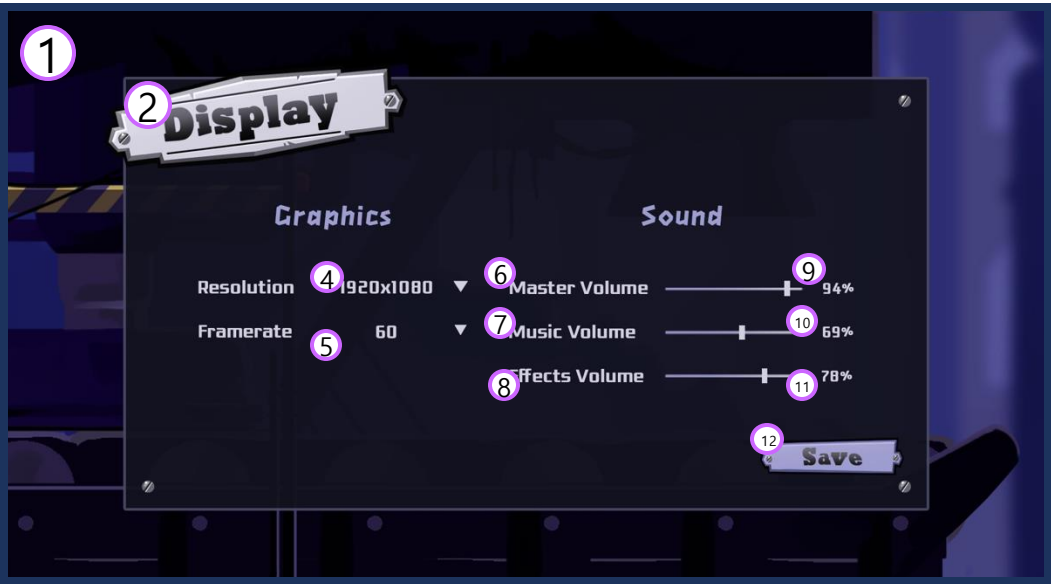 1
2 Display
Graphics Sound
Resolution 4 1920x1080 6 Master Volume 9 94%
Framerate 5 60 7 Music Volume 10 69%
8 Effects Volume 11 78%
12 Save